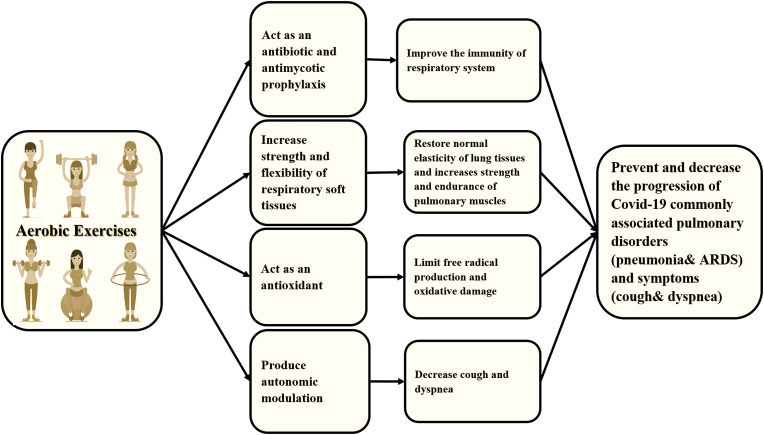 Aerobic Exercises
Act as an
antibiotic and
antimycotic
prophylaxis
Improve the immunity of
respiratory system
Increase
strength and
flexibility of
respiratory soft
tissues
Restore normal
elasticity of lung tissues
and increases strength
and endurance of
pulmonary muscles
Act as an
antioxidant
Limit free radical
production and
oxidative damage
Produce
autonomic
modulation
Decrease cough and
dyspnea
Prevent and decrease
the progression of
Covid-19 commonly
associated pulmonary
disorders
(pneumonia& ARDS)
and symptoms
(cough& dyspnea)